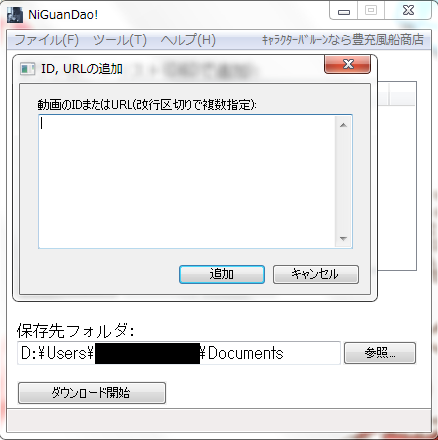 NiGuanDao!
ファイル(F) ツール(T) ヘルプ(H) ｷｬﾗｸﾀｰﾊﾞﾙｰﾝなら豊充風船商店
ID, URLの追加
動画のIDまたはURL(改行区切りで複数指定):
追加 キャンセル
保存先フォルダ:
D:¥Users¥ ¥Documents 参照...
ダウンロード開始